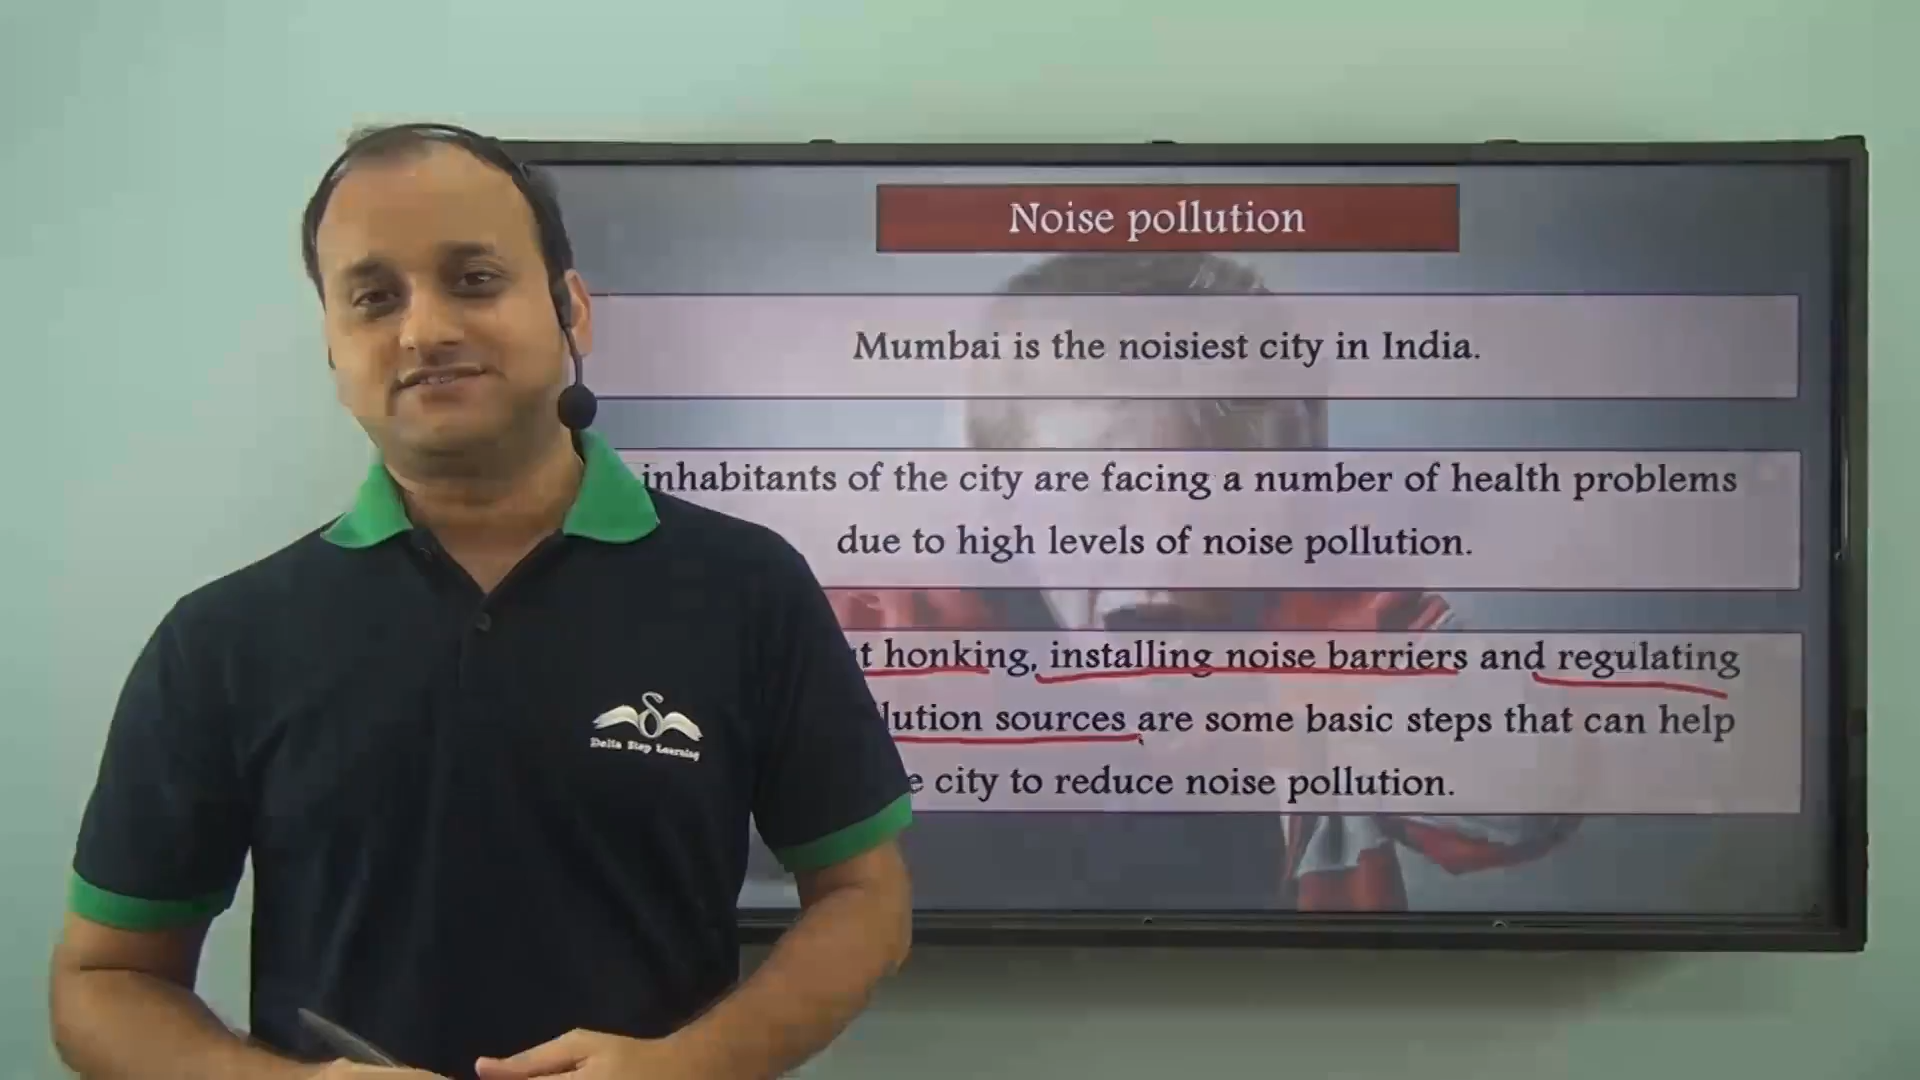 Noise pollution
Mumbai is the noisiest city in India.
inhabitants of the city are facing a number of health problems
due to high levels of noise pollution.
honking, installing noise barriers and regulating
sources are some basic steps that can help
city to reduce noise pollution.
Delta Step Learning